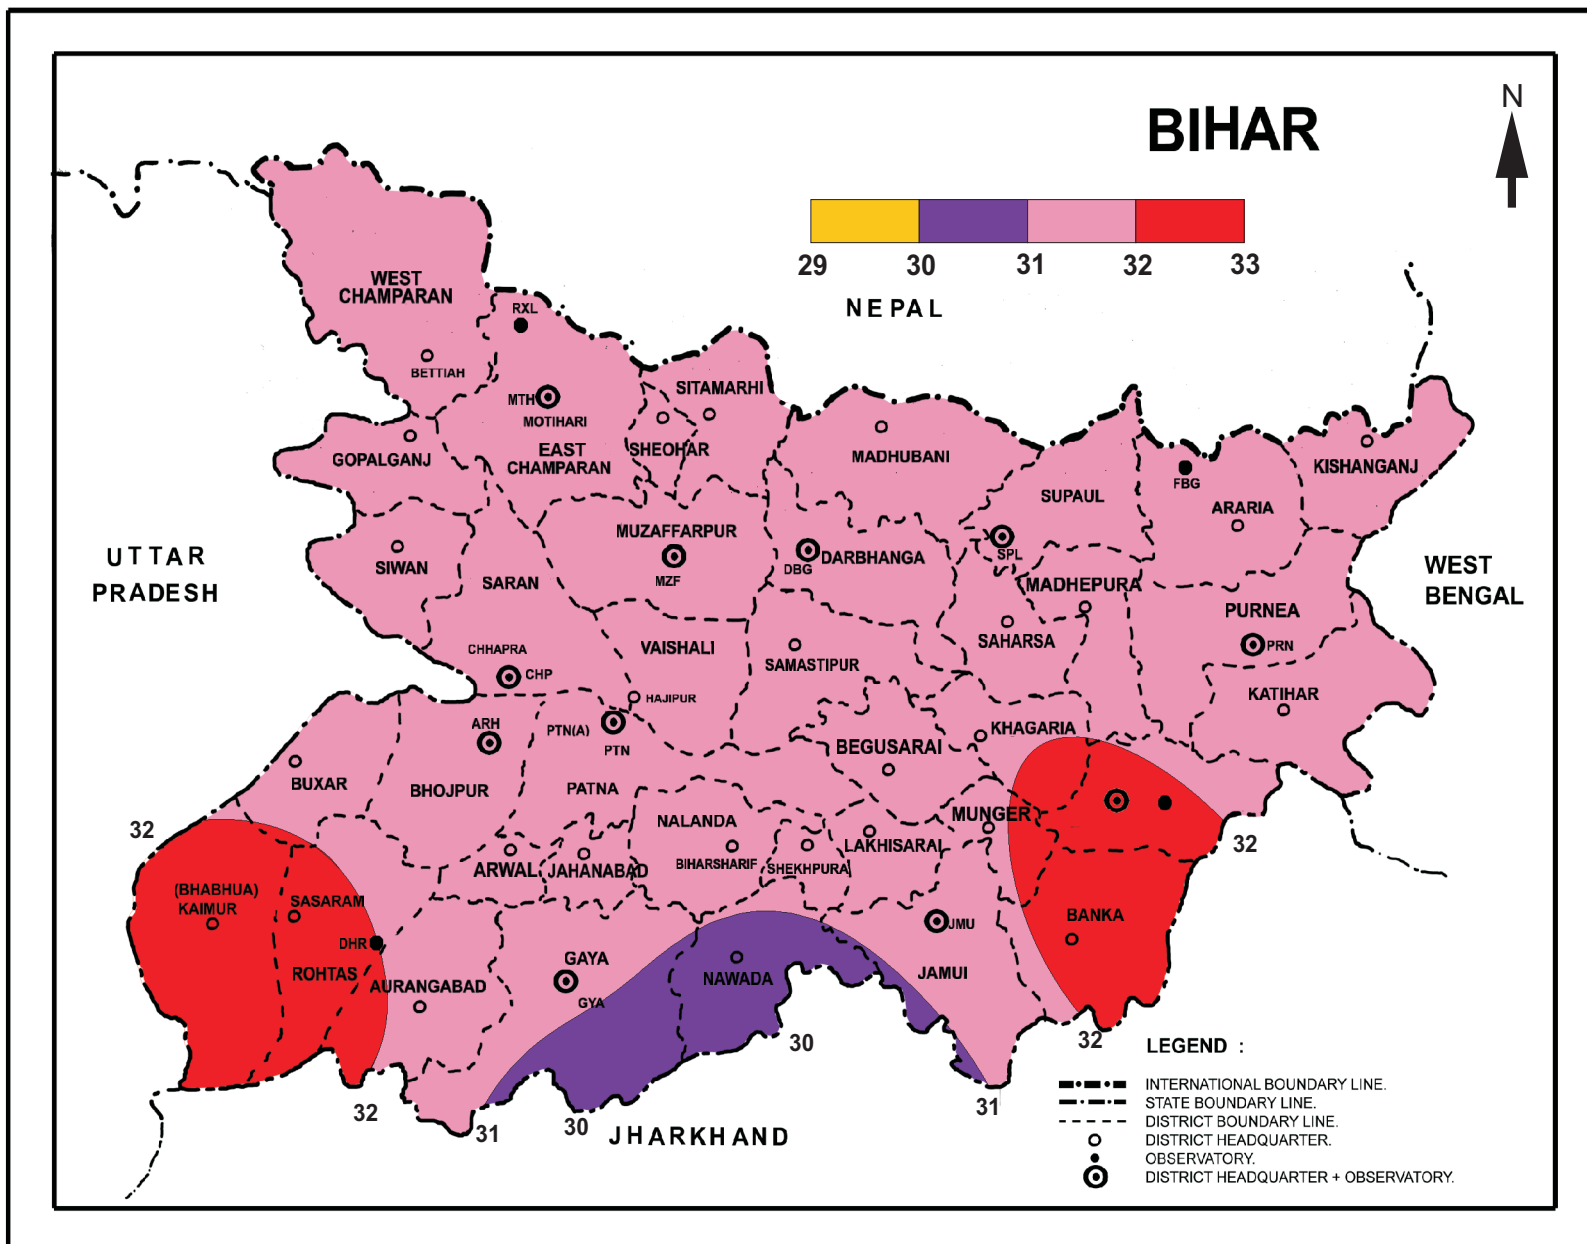 BIHAR
N
29 30 31 32 33
NEPAL
WEST
CHAMPARAN
BETTIAH
RXL
MTH
MOTIHARI
EAST
CHAMPARAN
SITAMARHI
SHEOHAR
GOPALGANJ
MADHUBANI
SUPAUL
FBG
ARARIA
KISHANGANJ
UTTAR
PRADESH
SIWAN
SARAN
MUZAFFARPUR
MZF
DBG
DARBHANGA
SPL
MADHEPURA
SAHARSA
PURNEA
PRN
WEST
BENGAL
CHHAPRA
CHP
VAISHALI
HAJIPUR
SAMASTIPUR
KATIHAR
ARH
PTN(A)
PTN
KHAGARIA
BEGUSARAI
BUXAR
BHOJPUR
PATNA
NALANDA
BIHARSHARIF
MUNGER
LAKHISARAI
SHEKHPURA
ARWAL
JAHANABAD
32
32
(BHABHUA)
KAIMUR
SASARAM
DHR
ROHTAS
AURANGABAD
GAYA
GYA
NAWADA
JMU
JAMUI
BANKA
30
32
32
31
30
31
JHARKHAND
LEGEND :
INTERNATIONAL BOUNDARY LINE.
STATE BOUNDARY LINE.
DISTRICT BOUNDARY LINE.
DISTRICT HEADQUARTER.
OBSERVATORY.
DISTRICT HEADQUARTER + OBSERVATORY.